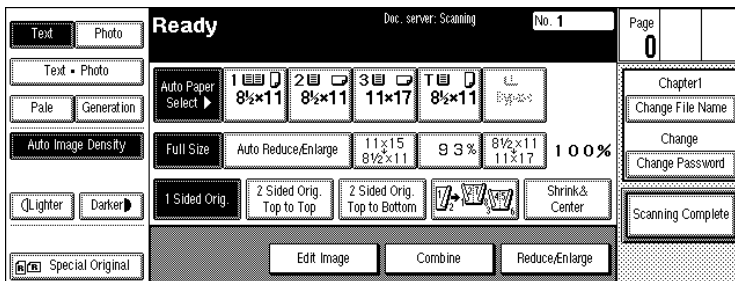 Text
Photo
Text • Photo
Pale
Generation
Auto Image Density
Lighter
Darker
Special Original
Ready
Doc. server: Scanning
No. 1
Auto Paper
Select ▶
1
8½×11
2
8½×11
3
11×17
T
8½×11
Bypass
Full Size
Auto Reduce/Enlarge
11×15
8½×11
93%
8½×11
11×17
100%
1 Sided Orig.
2 Sided Orig.
Top to Top
2 Sided Orig.
Top to Bottom
Shrink&
Center
Edit Image
Combine
Reduce/Enlarge
Page
0
Chapter1
Change File Name
Change
Change Password
Scanning Complete